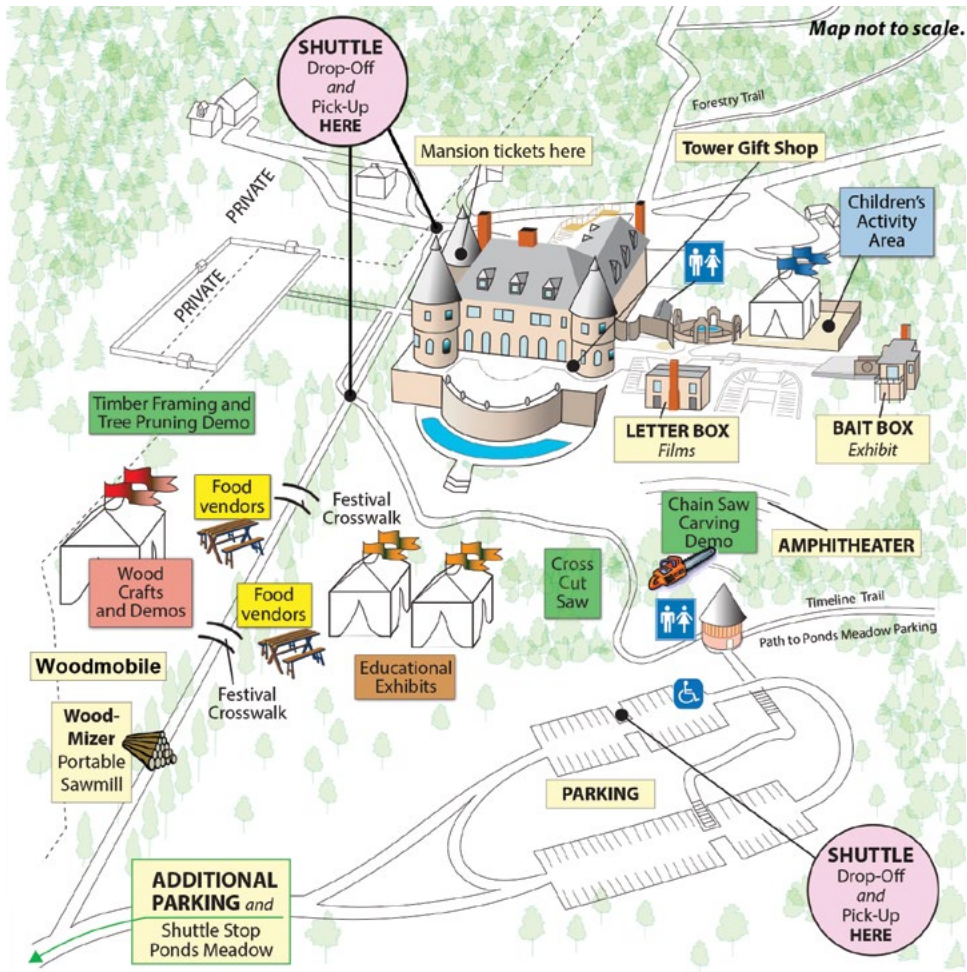 Map not to scale.
SHUTTLE
Drop-Off
and
Pick-Up
HERE
Forestry Trail
Mansion tickets here
Tower Gift Shop
PRIVATE
Children's
Activity
Area
PRIVATE
Timber Framing and
Tree Pruning Demo
LETTER BOX
Films
BAIT BOX
Exhibit
Food
vendors
Festival
Crosswalk
Chain Saw
Carving
Demo
AMPHITHEATER
Wood
Crafts
and Demos
Cross
Cut
Saw
Food
vendors
Timeline Trail
Path to Ponds Meadow Parking
Woodmobile
Educational
Exhibits
Festival
Crosswalk
Wood-
Mizer
Portable
Sawmill
PARKING
SHUTTLE
Drop-Off
and
Pick-Up
HERE
ADDITIONAL
PARKING and
Shuttle Stop
Ponds Meadow